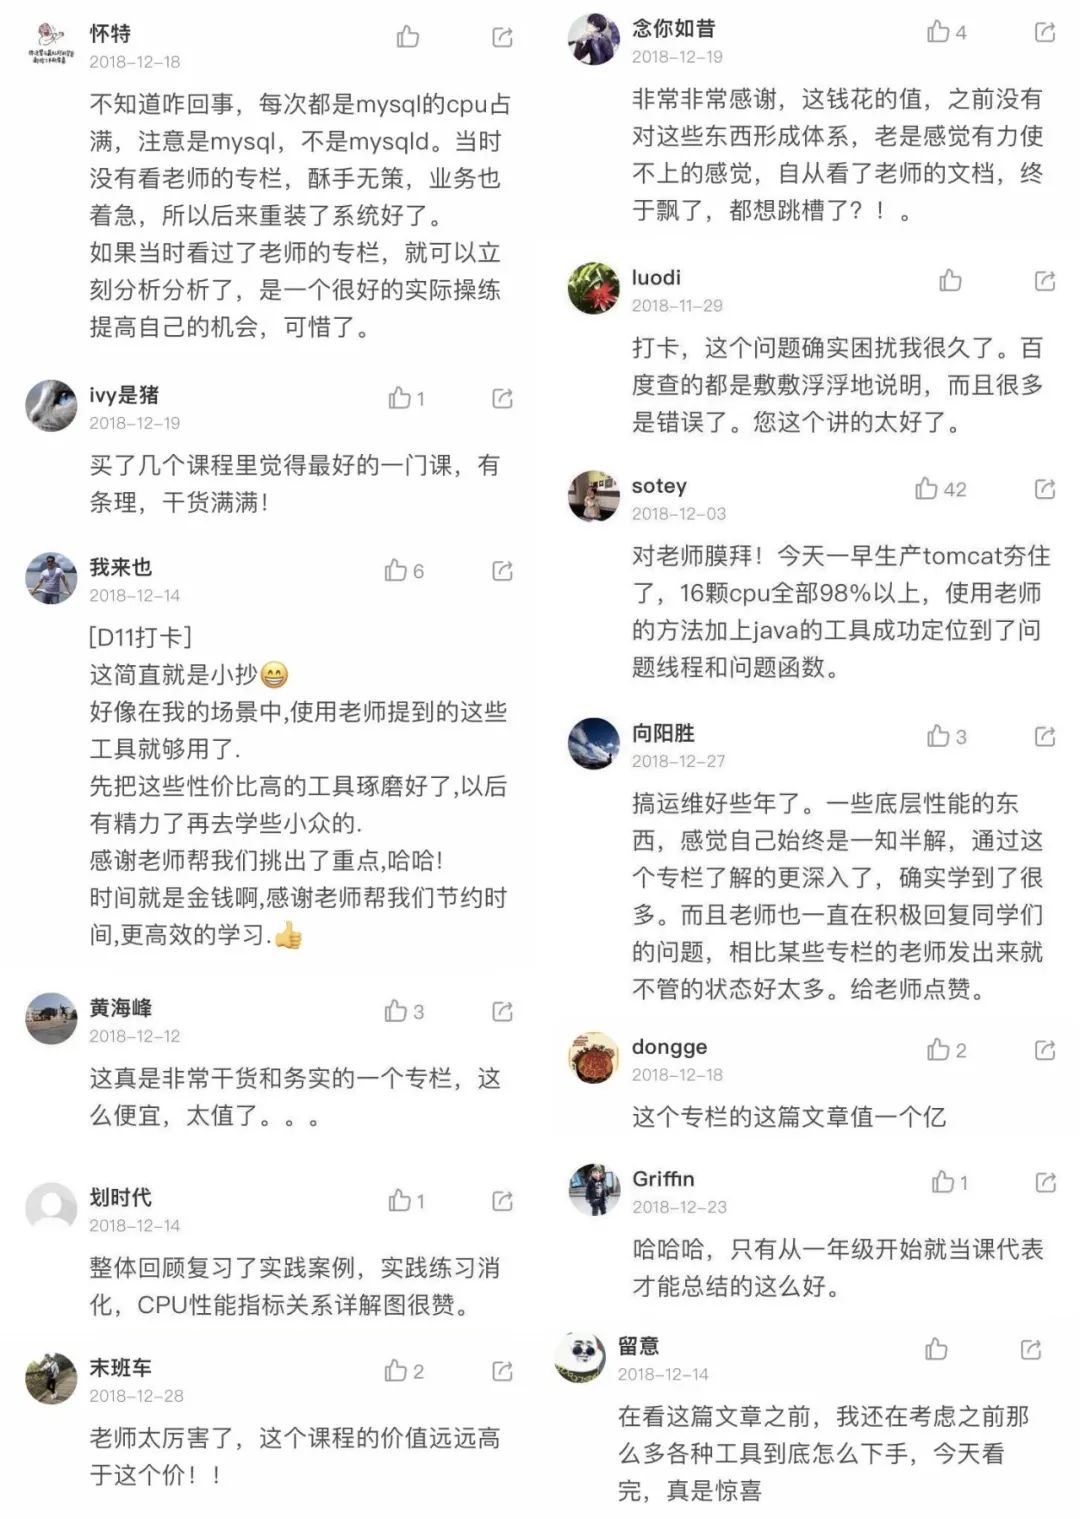 怀特
2018-12-18
不知道咋回事，每次都是mysql的cpu占
满，注意是mysql，不是mysqld。当时
没有看老师的专栏，酥手无策，业务也
着急，所以后来重装了系统好了。
如果当时看过了老师的专栏，就可以立
刻分析分析了，是一个很好的实际操练
提高自己的机会，可惜了。
ivy是猪
1
2018-12-19
买了几个课程里觉得最好的一门课，有
条理，干货满满！
我来也
6
2018-12-14
[D11打卡]
这简直就是小抄😁
好像在我的场景中,使用老师提到的这些
工具就够用了.
先把这些性价比高的工具琢磨好了,以后
有精力了再去学些小众的.
感谢老师帮我们挑出了重点,哈哈!
时间就是金钱啊,感谢老师帮我们节约时
间,更高效的学习.👍
黄海峰
3
2018-12-12
这真是非常干货和务实的一个专栏，这
么便宜，太值了。。。
划时代
1
2018-12-14
整体回顾复习了实践案例，实践练习消
化，CPU性能指标关系详解图很赞。
末班车
2
2018-12-28
老师太厉害了，这个课程的价值远远高
于这个价！！
念你如昔
4
2018-12-19
非常非常感谢，这钱花的值，之前没有
对这些东西形成体系，老是感觉有力使
不上的感觉，自从看了老师的文档，终
于飘了，都想跳槽了？！。
luodi
2018-11-29
打卡，这个问题确实困扰我很久了。百
度查的都是敷敷浮浮地说明，而且很多
是错误了。您这个讲的太好了。
sotey
42
2018-12-03
对老师膜拜！今天一早生产tomcat夯住
了，16颗cpu全部98%以上，使用老师
的方法加上java的工具成功定位到了问
题线程和问题函数。
向阳胜
3
2018-12-27
搞运维好些年了。一些底层性能的东
西，感觉自己始终是一知半解，通过这
个专栏了解的更深入了，确实学到了很
多。而且老师也一直在积极回复同学们
的问题，相比某些专栏的老师发出来就
不管的状态好太多。给老师点赞。
dongge
2
2018-12-18
这个专栏的这篇文章值一个亿
Griffin
1
2018-12-23
哈哈哈，只有从一年级开始就当课代表
才能总结的这么好。
留意
2018-12-14
在看这篇文章之前，我还在考虑之前那
么多各种工具到底怎么下手，今天看
完，真是惊喜